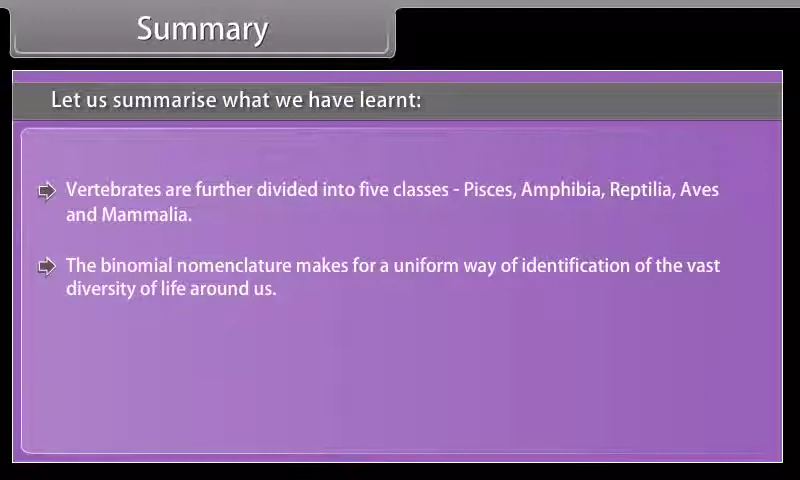 Summary
Let us summarise what we have learnt:
Vertebrates are further divided into five classes - Pisces, Amphibia, Reptilia, Aves
and Mammalia.
The binomial nomenclature makes for a uniform way of identification of the vast
diversity of life around us.